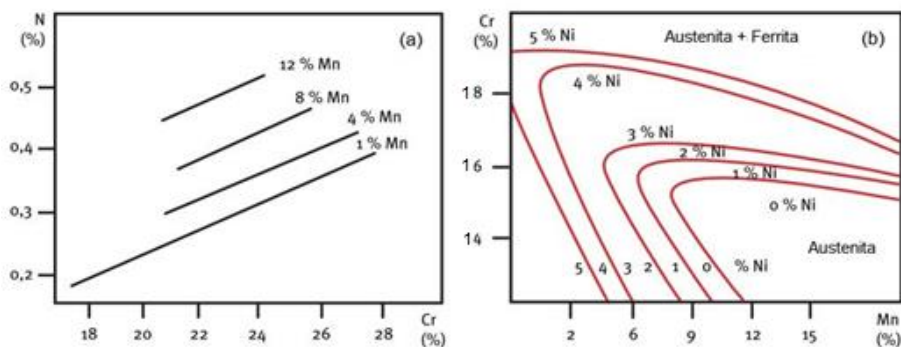 N
(%)
(a)
12 % Mn
8 % Mn
4 % Mn
1 % Mn
0,5
0,4
0,3
0,2
18 20 22 24 26 28
Cr
(%)
Cr
(%)
5 % Ni
Austenita + Ferrita
(b)
4 % Ni
18
3 % Ni
2 % Ni
1 % Ni
16
0 % Ni
14
Austenita
5 4 3 2 1 0 % Ni
2 6 9 12 15
Mn
(%)